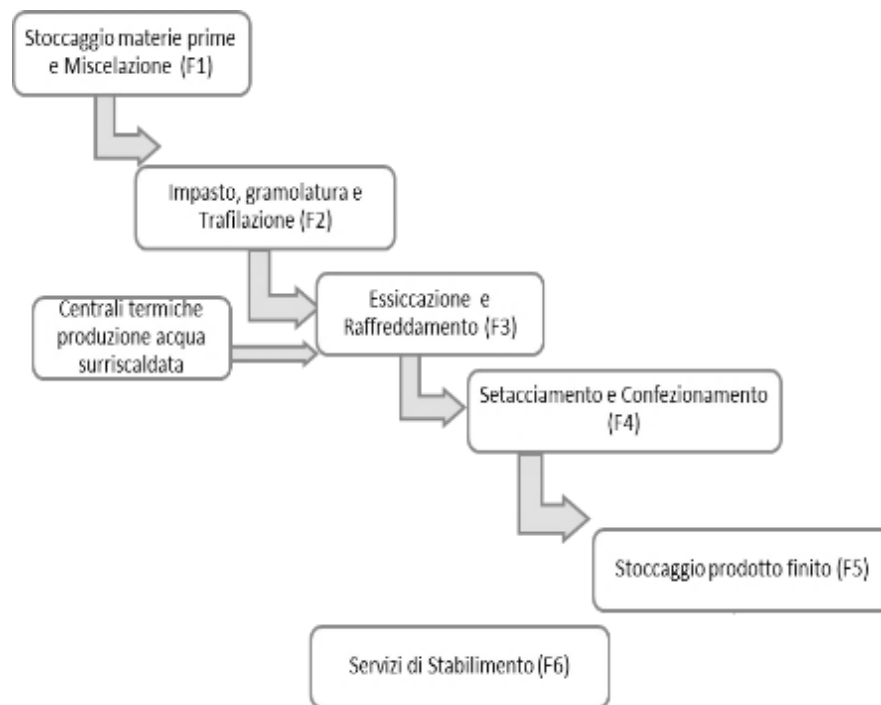 Stoccaggio materie prime
e Miscelazione (F1)
Impasto, gramolatura e
Trafilazione (F2)
Centrali termiche
produzione acqua
surriscaldata
Essiccazione e
Raffreddamento (F3)
Setacciamento e Confezionamento
(F4)
Stoccaggio prodotto finito (F5)
Servizi di Stabilimento (F6)